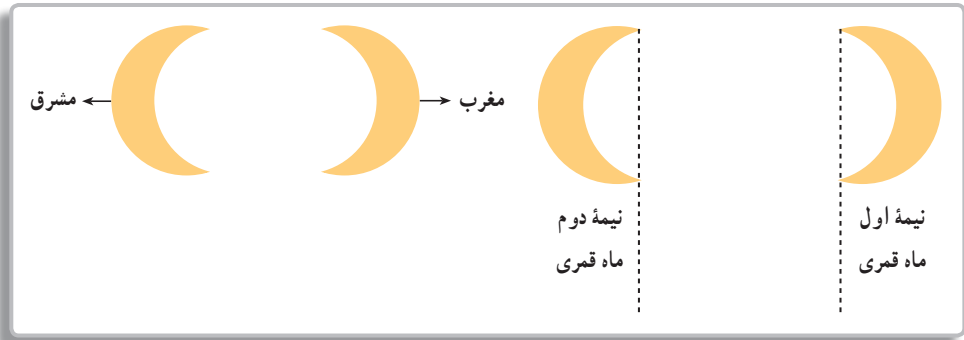 مغرب
مشرق
نیمهٔ اول
ماه قمری
نیمهٔ دوم
ماه قمری